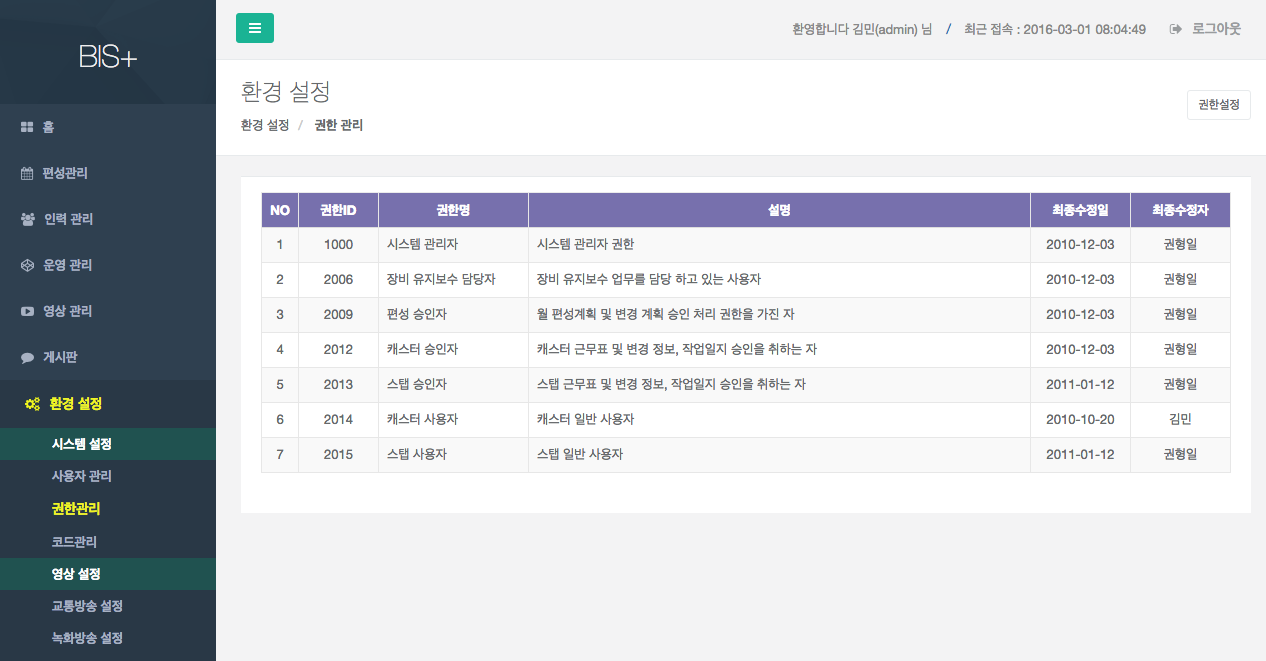 BIS+
홈
편성관리
인력 관리
운영 관리
영상 관리
게시판
환경 설정
시스템 설정
사용자 관리
권한관리
코드관리
영상 설정
교통방송 설정
녹화방송 설정
환영합니다 김민(admin) 님 / 최근 접속 : 2016-03-01 08:04:49 로그아웃
환경 설정
환경 설정 / 권한 관리
권한설정
NO 권한ID 권한명 설명 최종수정일 최종수정자
1 1000 시스템 관리자 시스템 관리자 권한 2010-12-03 권형일
2 2006 장비 유지보수 담당자 장비 유지보수 업무를 담당 하고 있는 사용자 2010-12-03 권형일
3 2009 편성 승인자 월 편성계획 및 변경 계획 승인 처리 권한을 가진 자 2010-12-03 권형일
4 2012 캐스터 승인자 캐스터 근무표 및 변경 정보, 작업일지 승인을 취하는 자 2010-12-03 권형일
5 2013 스탭 승인자 스탭 근무표 및 변경 정보, 작업일지 승인을 취하는 자 2011-01-12 권형일
6 2014 캐스터 사용자 캐스터 일반 사용자 2010-10-20 김민
7 2015 스탭 사용자 스탭 일반 사용자 2011-01-12 권형일